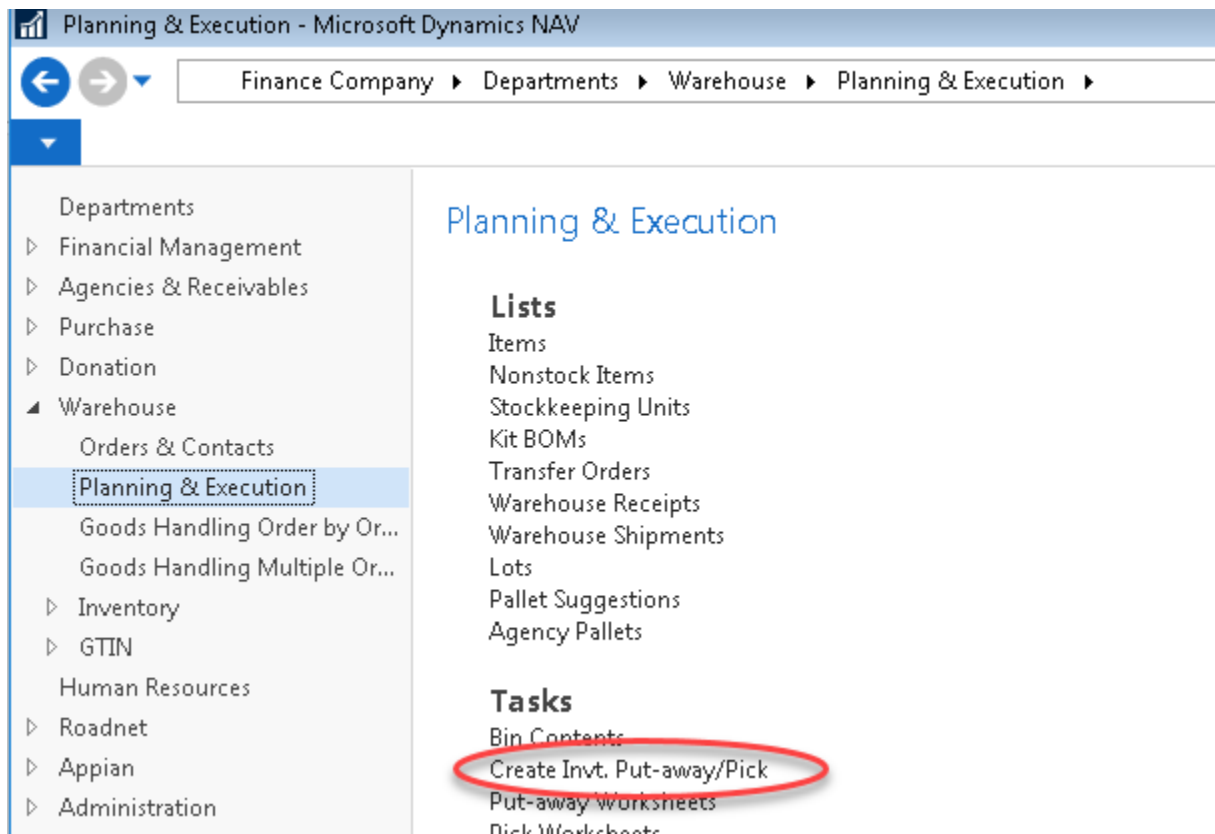 Planning & Execution - Microsoft Dynamics NAV
Finance Company ▸ Departments ▸ Warehouse ▸ Planning & Execution ▸
Departments
Financial Management
Agencies & Receivables
Purchase
Donation
Warehouse
Orders & Contacts
Planning & Execution
Goods Handling Order by Or...
Goods Handling Multiple Or...
Inventory
GTIN
Human Resources
Roadnet
Appian
Administration
Planning & Execution
Lists
Items
Nonstock Items
Stockkeeping Units
Kit BOMs
Transfer Orders
Warehouse Receipts
Warehouse Shipments
Lots
Pallet Suggestions
Agency Pallets
Tasks
Bin Contents
Create Invt. Put-away/Pick
Put-away Worksheets
Pick Worksheets